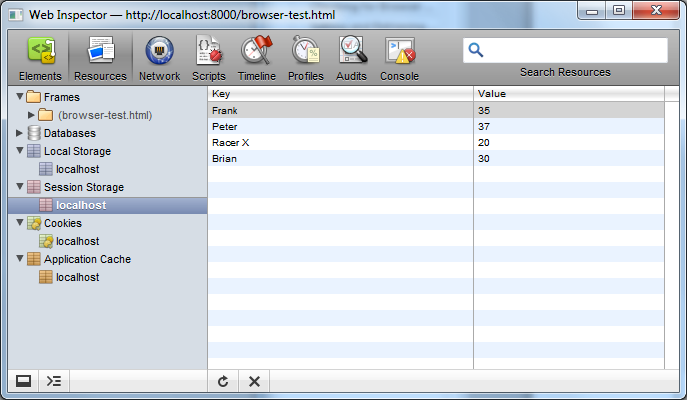 Web Inspector — http://localhost:8000/browser-test.html
Elements Resources Network Scripts Timeline Profiles Audits Console Search Resources
Frames
(browser-test.html)
Databases
Local Storage
localhost
Session Storage
localhost
Cookies
localhost
Application Cache
localhost
Key Value
Frank 35
Peter 37
Racer X 20
Brian 30